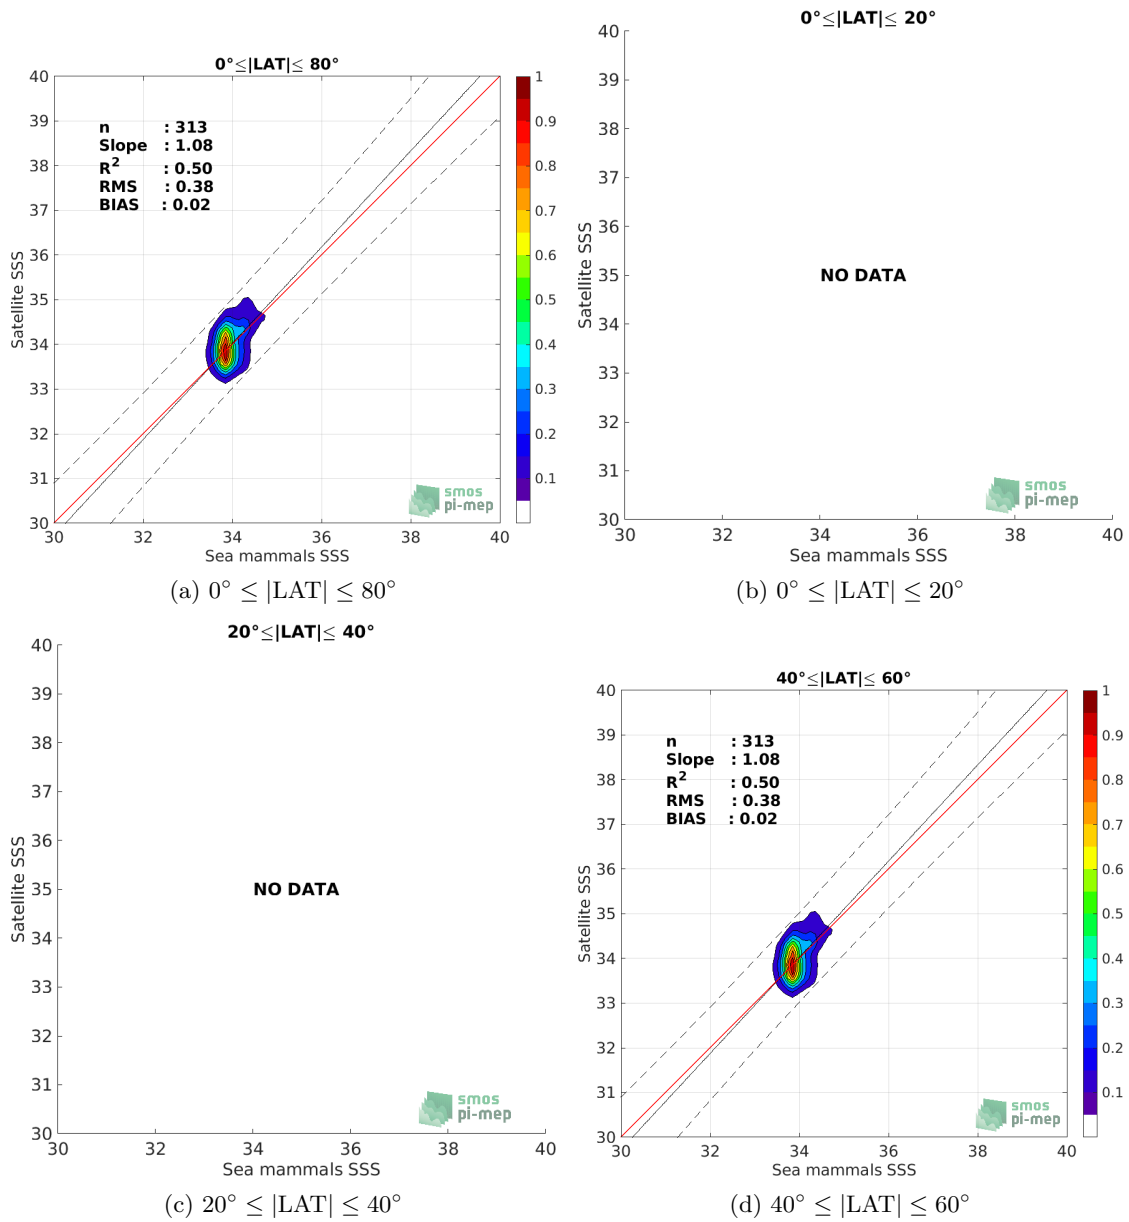 0°≤|LAT|≤ 80°
n : 313
Slope : 1.08
R² : 0.50
RMS : 0.38
BIAS : 0.02
40
39
38
37
36
35
34
33
32
31
30
Satellite SSS
30 32 34 36 38 40
Sea mammals SSS
1
0.9
0.8
0.7
0.6
0.5
0.4
0.3
0.2
0.1
smos
pi-mep
(a) 0° ≤ |LAT| ≤ 80°
0°≤|LAT|≤ 20°
40
39
38
37
36
35
34
33
32
31
30
Satellite SSS
NO DATA
30 32 34 36 38 40
Sea mammals SSS
smos
pi-mep
(b) 0° ≤ |LAT| ≤ 20°
20°≤|LAT|≤ 40°
40
39
38
37
36
35
34
33
32
31
30
Satellite SSS
NO DATA
30 32 34 36 38 40
Sea mammals SSS
smos
pi-mep
(c) 20° ≤ |LAT| ≤ 40°
40°≤|LAT|≤ 60°
n : 313
Slope : 1.08
R² : 0.50
RMS : 0.38
BIAS : 0.02
40
39
38
37
36
35
34
33
32
31
30
Satellite SSS
30 32 34 36 38 40
Sea mammals SSS
1
0.9
0.8
0.7
0.6
0.5
0.4
0.3
0.2
0.1
smos
pi-mep
(d) 40° ≤ |LAT| ≤ 60°